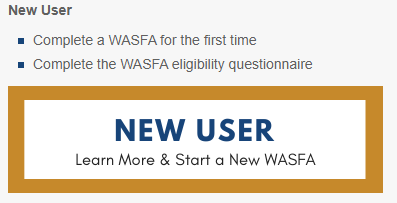 New User
Complete a WASFA for the first time
Complete the WASFA eligibility questionnaire
NEW USER
Learn More & Start a New WASFA